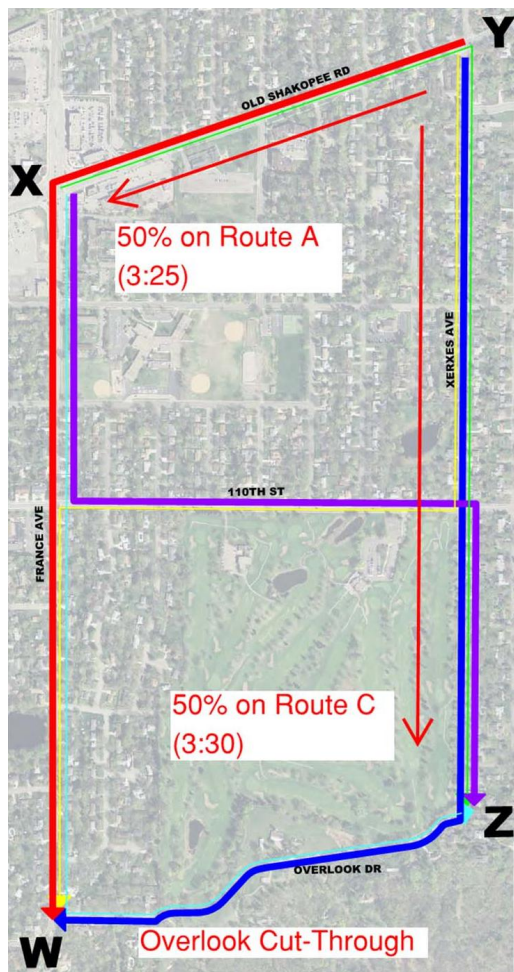 Y
OLD SHAKOPEE RD
X
50% on Route A
(3:25)
XERXES AVE
110TH ST
FRANCE AVE
50% on Route C
(3:30)
Z
OVERLOOK DR
W
Overlook Cut-Through